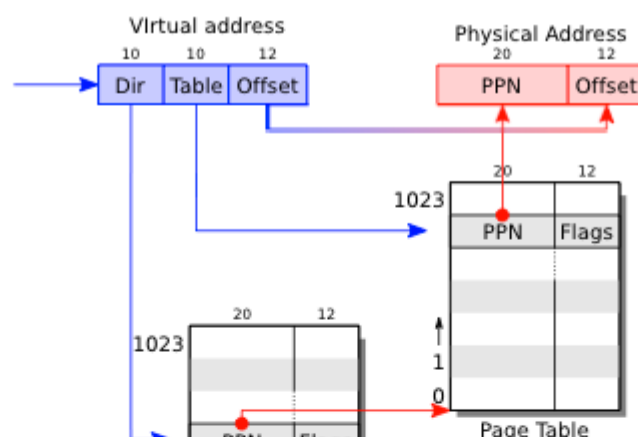 VIrtual address
10 10 12
Dir Table Offset
Physical Address
20 12
PPN Offset
20 12
1023
PPN Flags
1
0
Page Table
20 12
1023
PPN